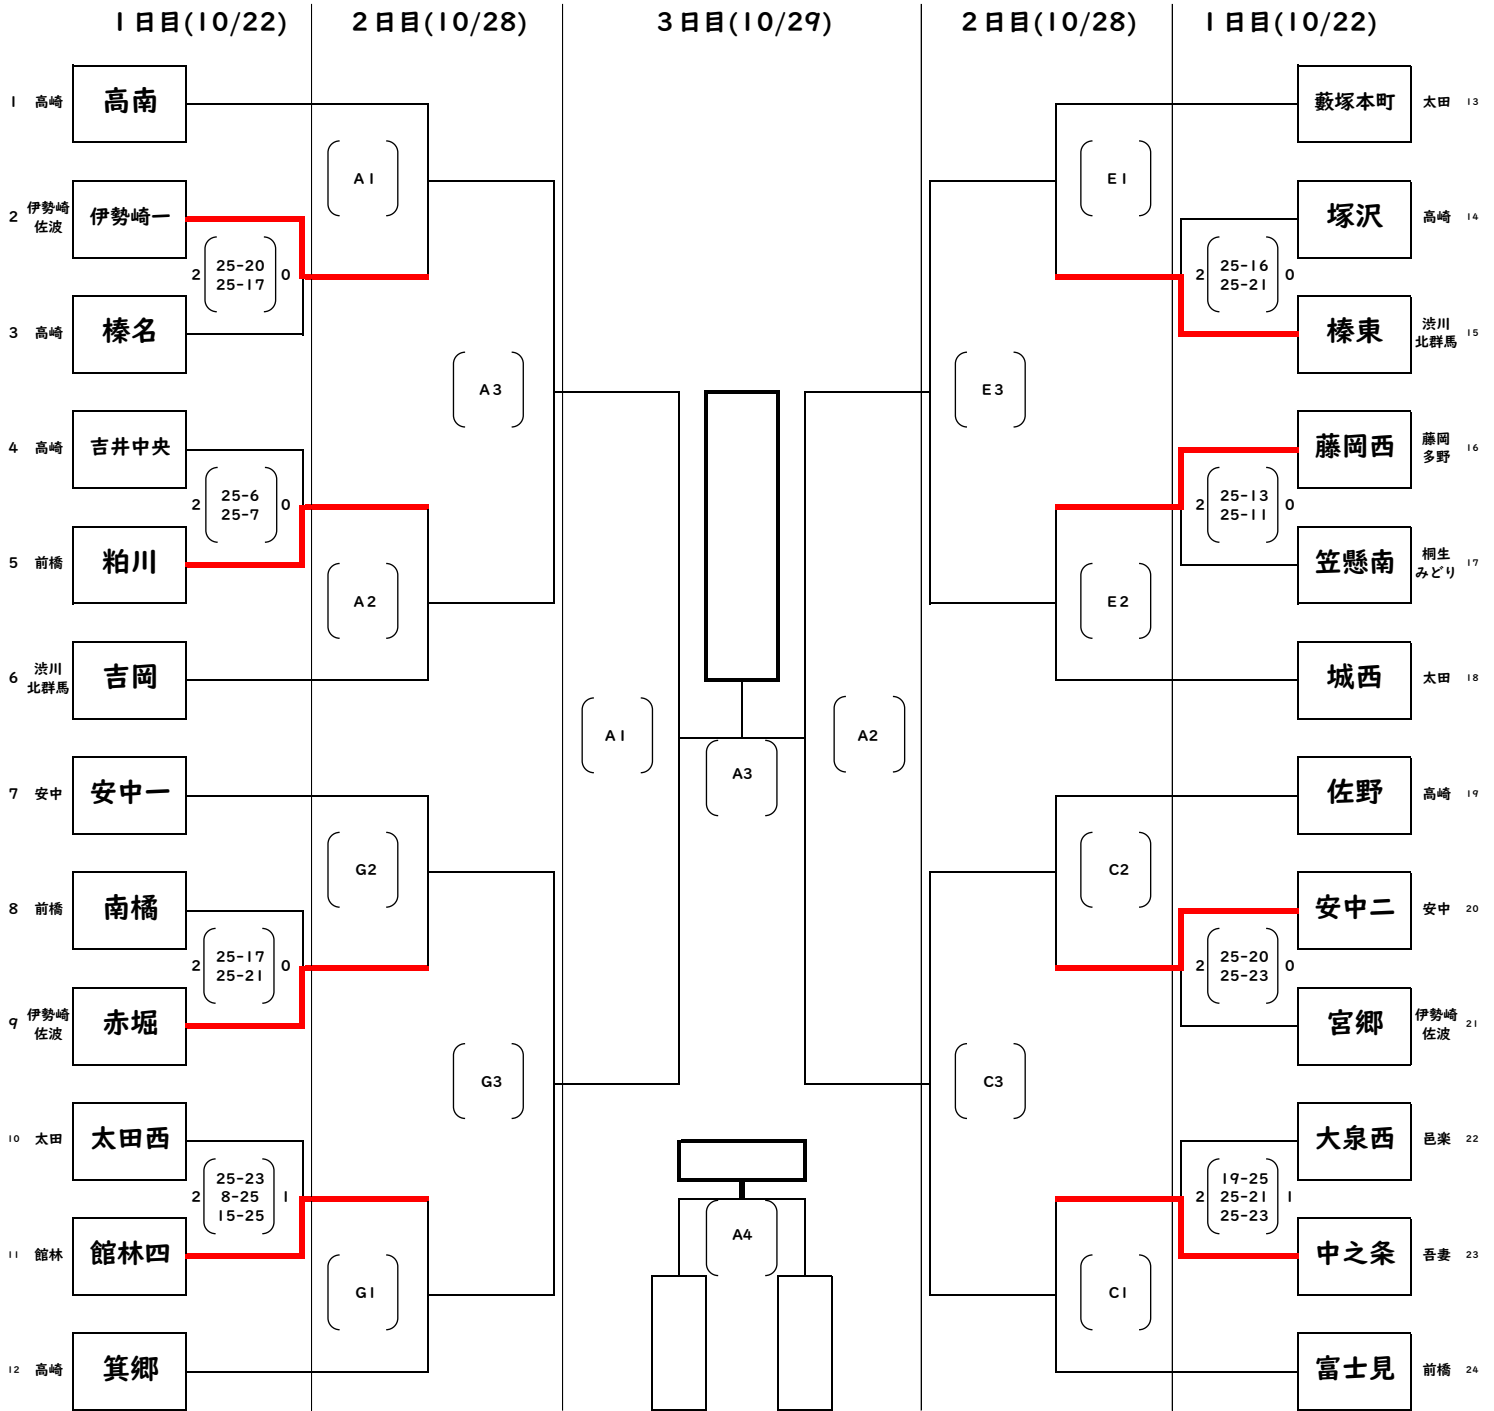 1日目(10/22)
2日目(10/28)
3日目(10/29)
2日目(10/28)
1日目(10/22)
1 高崎 高南
2 伊勢崎
佐波 伊勢崎一
2 25-20 0
25-17
3 高崎 榛名
A1
4 高崎 吉井中央
2 25-6 0
25-7
5 前橋 粕川
A2
6 渋川
北群馬 吉岡
A3
7 安中 安中一
G2
8 前橋 南橘
2 25-17 0
25-21
9 伊勢崎
佐波 赤堀
G3
10 太田 太田西
2 25-23 1
8-25
15-25
11 館林 館林四
G1
12 高崎 箕郷
A1
A3
A2
A4
藪塚本町 太田 13
E1
塚沢 高崎 14
2 25-16 0
25-21
榛東 渋川
北群馬 15
E3
藤岡西 藤岡
多野 16
2 25-13 0
25-11
笠懸南 桐生
みどり 17
E2
城西 太田 18
佐野 高崎 19
C2
安中二 安中 20
2 25-20 0
25-23
宮郷 伊勢崎
佐波 21
C3
大泉西 邑楽 22
2 19-25 1
25-21
25-23
中之条 吾妻 23
C1
富士見 前橋 24